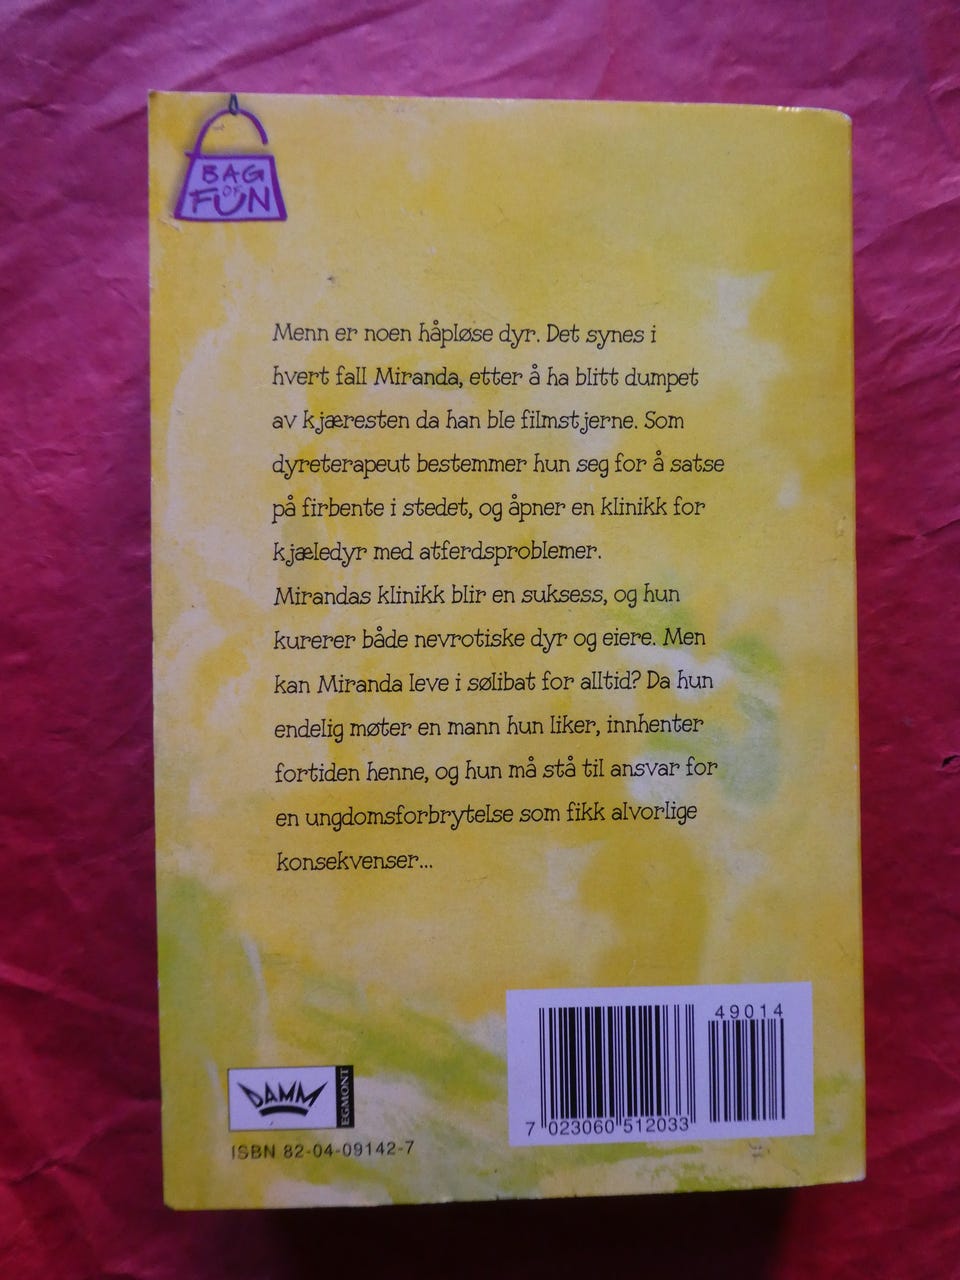 BAG
OF
FUN
Menn er noen håpløse dyr. Det synes i
hvert fall Miranda, etter å ha blitt dumpet
av kjæresten da han ble filmstjerne. Som
dyreterapeut bestemmer hun seg for å satse
på firbente i stedet, og åpner en klinikk for
kjæledyr med atferdsproblemer.
Mirandas klinikk blir en suksess, og hun
kurerer både nevrotiske dyr og eiere. Men
kan Miranda leve i sølibat for alltid? Da hun
endelig møter en mann hun liker, innhenter
fortiden henne, og hun må stå til ansvar for
en ungdomsforbrytelse som fikk alvorlige
konsekvenser...
49014
DAMM
EGMONT
7 023060 512033
ISBN 82-04-09142-7